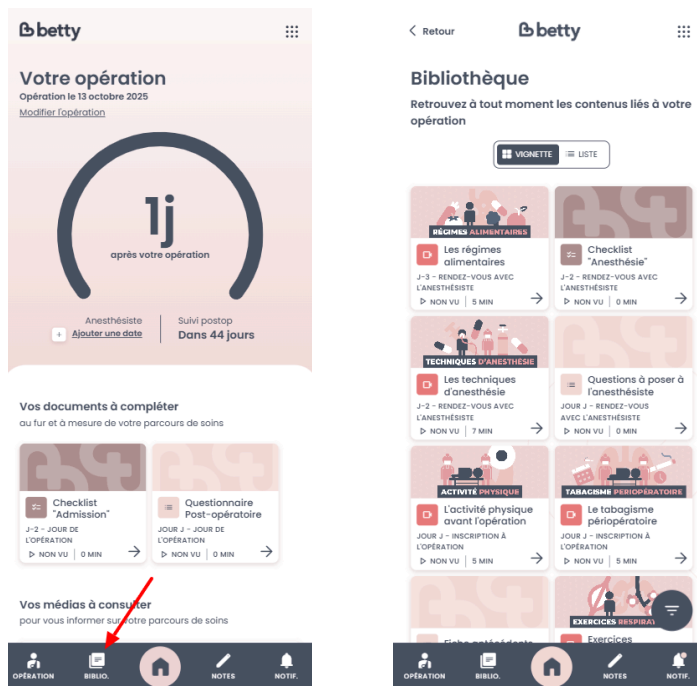 betty
Votre opération
Opération le 13 octobre 2025
Modifier l'opération
1j
après votre opération
Anesthésiste
Ajouter une date
Suivi postop
Dans 44 jours
Vos documents à compléter
au fur et à mesure de votre parcours de soins
Checklist
"Admission"
J-2 - JOUR DE
L'OPÉRATION
NON VU | 0 MIN
Questionnaire
Post-opératoire
JOUR J - JOUR DE
L'OPÉRATION
NON VU | 0 MIN
Vos médias à consulter
pour vous informer sur votre parcours de soins
OPÉRATION
BIBLIO.
NOTES
NOTIF.
Retour
betty
Bibliothèque
Retrouvez à tout moment les contenus liés à votre
opération
VIGNETTE
LISTE
RÉGIMES ALIMENTAIRES
Les régimes
alimentaires
J-3 - RENDEZ-VOUS AVEC
L'ANESTHÉSISTE
NON VU | 5 MIN
Checklist
"Anesthésie"
J-2 - RENDEZ-VOUS AVEC
L'ANESTHÉSISTE
NON VU | 0 MIN
TECHNIQUES D'ANESTHESIE
Les techniques
d'anesthésie
J-2 - RENDEZ-VOUS AVEC
L'ANESTHÉSISTE
NON VU | 7 MIN
Questions à poser à
l'anesthésiste
JOUR J - RENDEZ-VOUS
AVEC L'ANESTHÉSISTE
NON VU | 0 MIN
ACTIVITÉ PHYSIQUE
L'activité physique
avant l'opération
JOUR J - INSCRIPTION À
L'OPÉRATION
NON VU | 5 MIN
TABAGISME PERIOPÉRATOIRE
Le tabagisme
périopératoire
JOUR J - INSCRIPTION À
L'OPÉRATION
NON VU | 5 MIN
Fiche antécédents
EXERCICES RESPIRA
Exercices
OPÉRATION
BIBLIO.
NOTES
NOTIF.